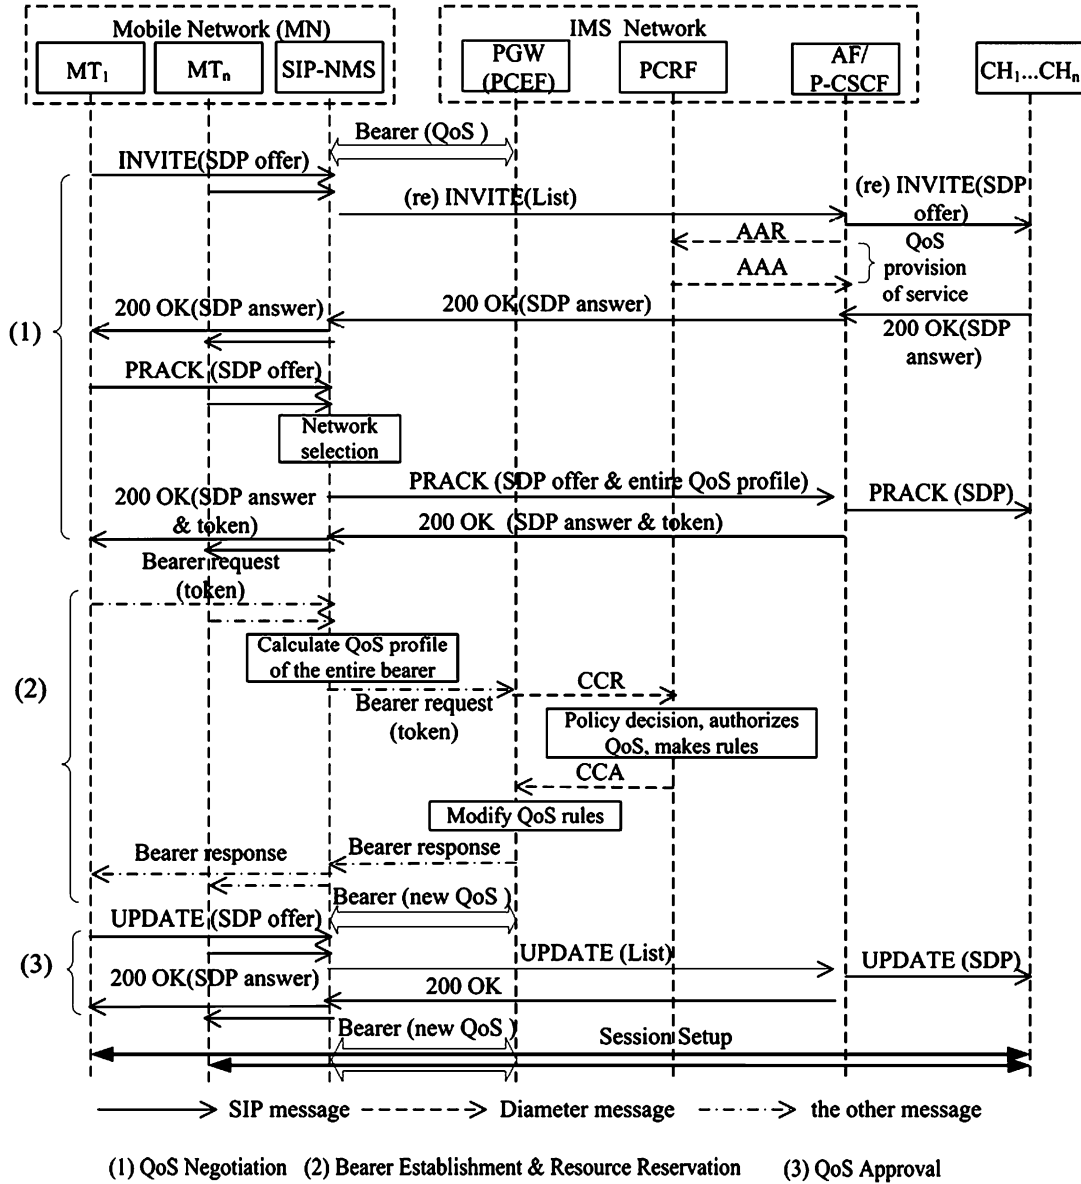 Mobile Network (MN)
IMS Network
MT1
MTn
SIP-NMS
PGW
(PCEF)
PCRF
AF/
P-CSCF
CH1...CHn
Bearer (QoS )
INVITE(SDP offer)
(re) INVITE(List)
(re) INVITE(SDP
offer)
AAR
QoS
provision
of service
AAA
200 OK(SDP answer)
200 OK(SDP answer)
200 OK(SDP
answer)
(1)
PRACK (SDP offer)
Network
selection
PRACK (SDP offer & entire QoS profile)
PRACK (SDP)
200 OK(SDP answer
& token)
200 OK (SDP answer & token)
Bearer request
(token)
Calculate QoS profile
of the entire bearer
(2)
Bearer request
(token)
CCR
Policy decision, authorizes
QoS, makes rules
CCA
Modify QoS rules
Bearer response
Bearer response
Bearer (new QoS )
UPDATE (SDP offer)
UPDATE (List)
UPDATE (SDP)
(3)
200 OK(SDP answer)
200 OK
Bearer (new QoS )
Session Setup
SIP message
Diameter message
the other message
(1) QoS Negotiation (2) Bearer Establishment & Resource Reservation (3) QoS Approval